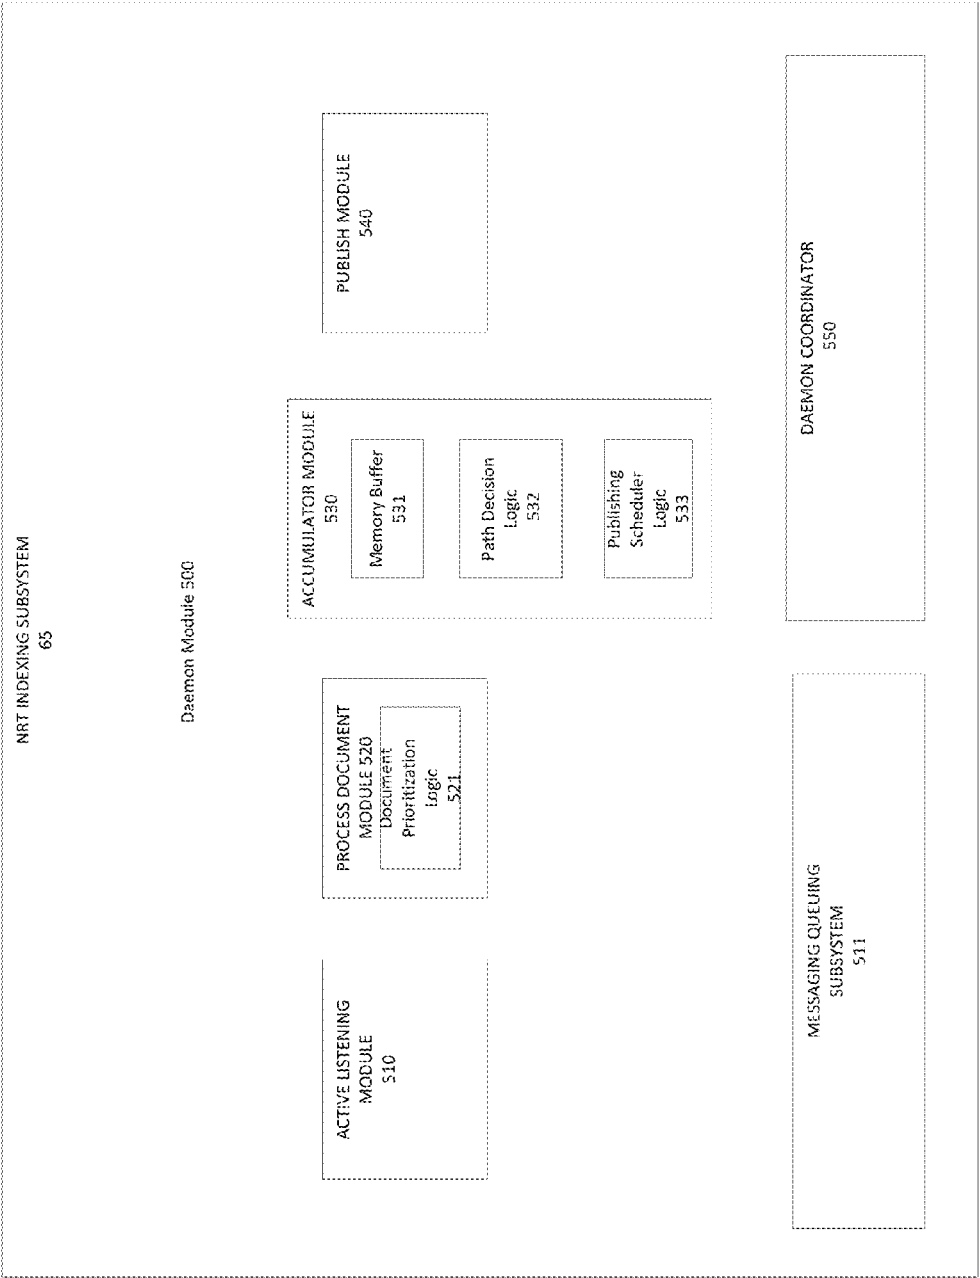 NRT INDEXING SUBSYSTEM
65
Daemon Module 500
ACTIVE LISTENING
MODULE
510
PROCESS DOCUMENT
MODULE 520
Document
Prioritization
Logic
521
ACCUMULATOR MODULE
530
Memory Buffer
531
Path Decision
Logic
532
Publishing
Scheduler
Logic
533
PUBLISH MODULE
540
MESSAGING QUEUING
SUBSYSTEM
511
DAEMON COORDINATOR
550